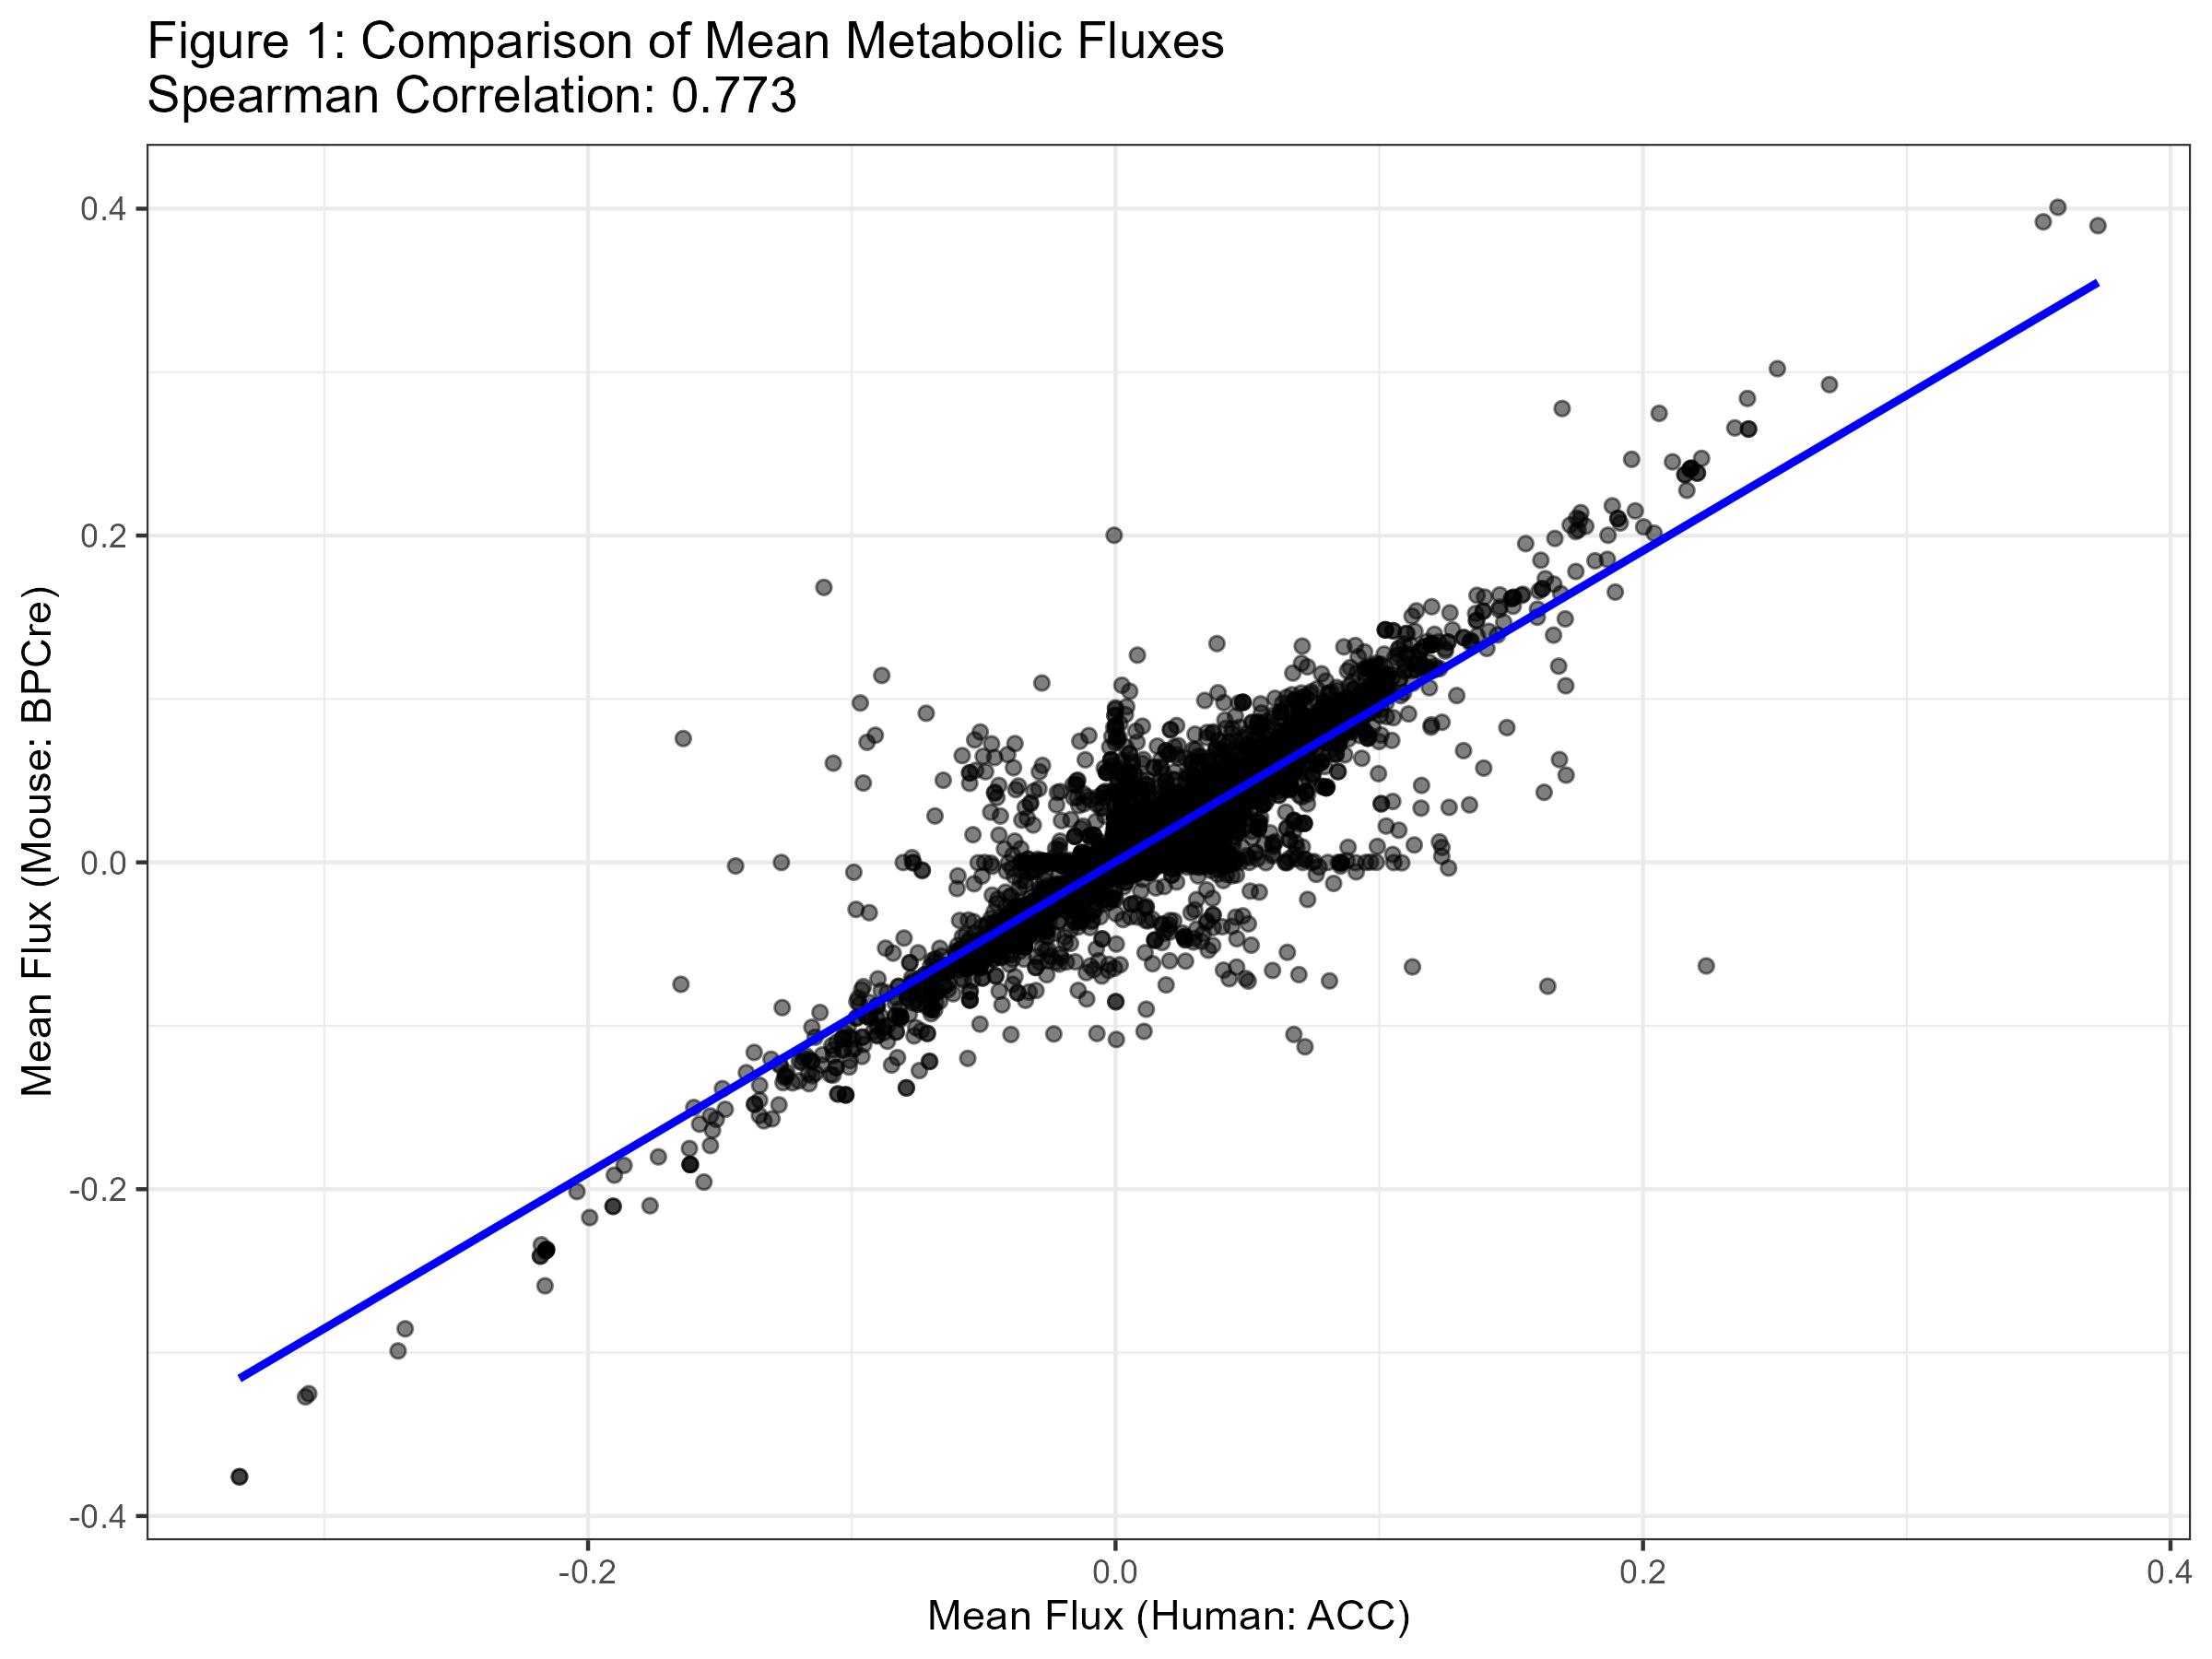 Figure 1: Comparison of Mean Metabolic Fluxes
Spearman Correlation: 0.773
Mean Flux (Mouse: BPCre)
0.4
0.2
0.0
-0.2
-0.4
-0.2
0.0
0.2
0.4
Mean Flux (Human: ACC)